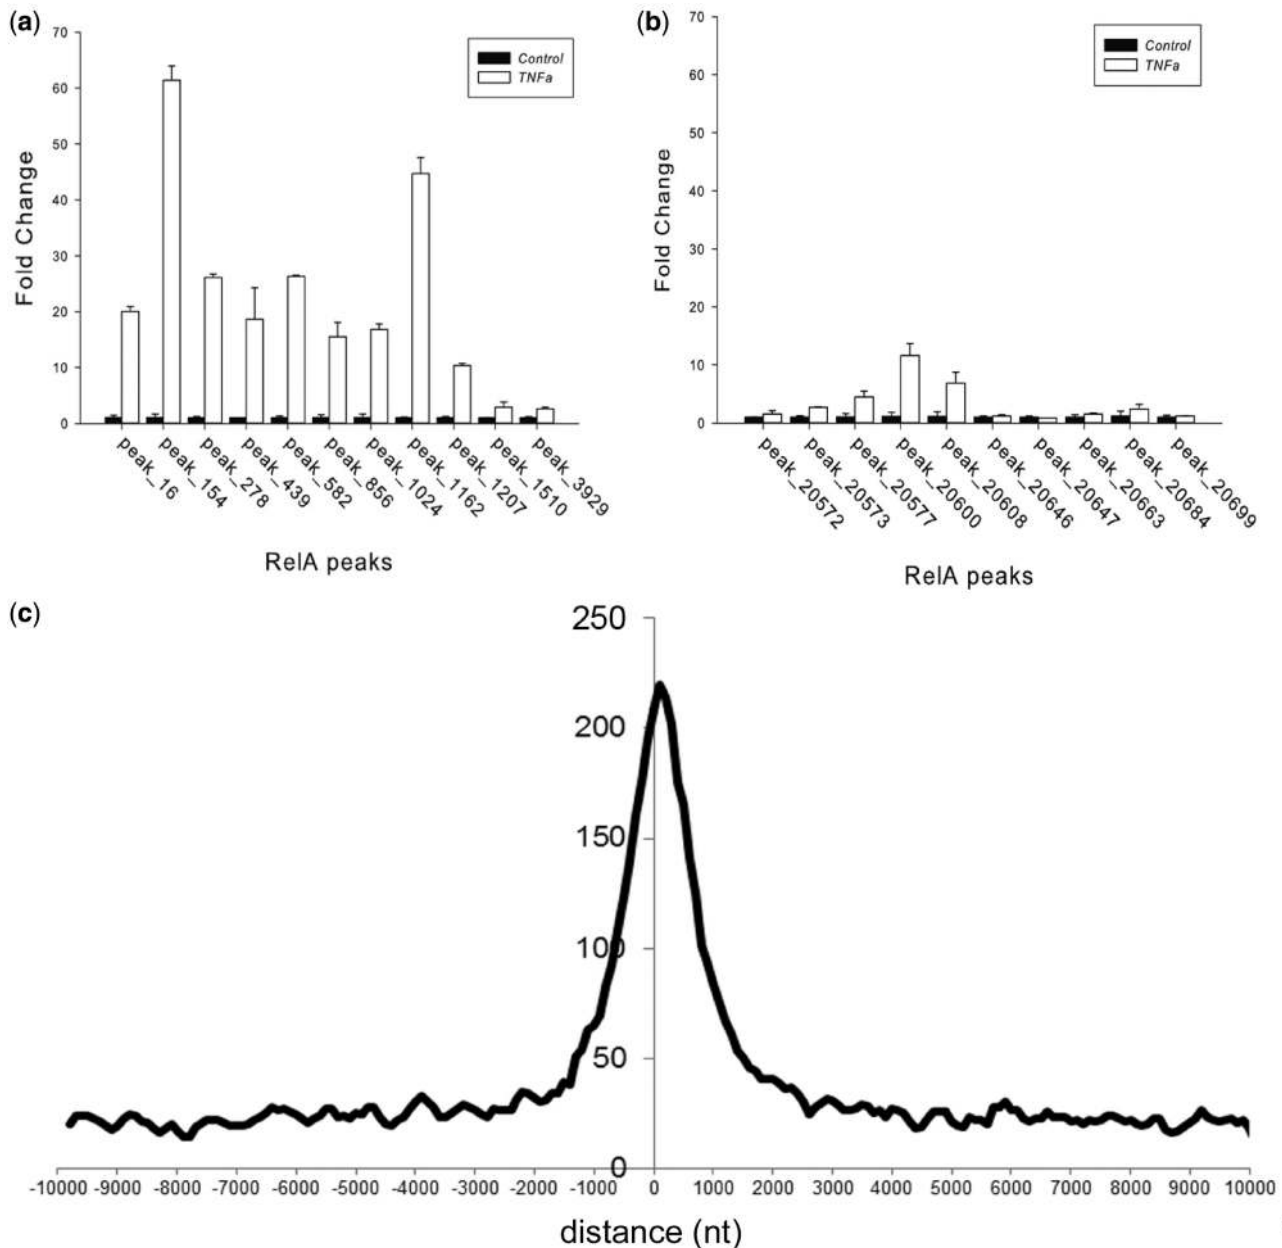 (a)
70
60
50
40
30
20
10
0
Fold Change
Control
TNFa
peak_16
peak_154
peak_278
peak_439
peak_582
peak_856
peak_1024
peak_1162
peak_1207
peak_1510
peak_3929
RelA peaks
(b)
70
60
50
40
30
20
10
0
Fold Change
Control
TNFa
peak_20572
peak_20573
peak_20577
peak_20600
peak_20608
peak_20646
peak_20647
peak_20663
peak_20684
peak_20699
RelA peaks
(c)
250
200
150
100
50
0
-10000 -9000 -8000 -7000 -6000 -5000 -4000 -3000 -2000 -1000 0 1000 2000 3000 4000 5000 6000 7000 8000 9000 10000
distance (nt)